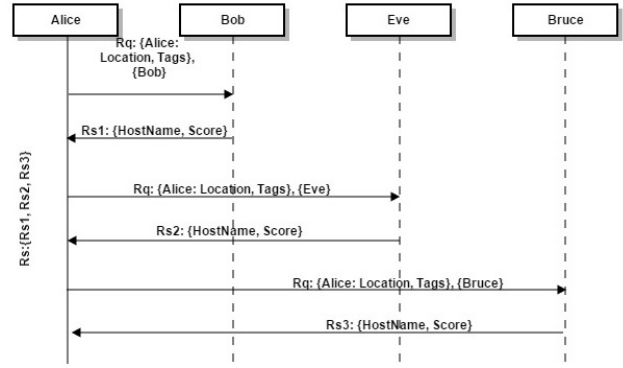 Alice
Bob
Eve
Bruce
Rq: {Alice:
Location, Tags},
{Bob}
Rs1: {HostName, Score}
Rs:{Rs1, Rs2, Rs3}
Rq: {Alice: Location, Tags}, {Eve}
Rs2: {HostName, Score}
Rq: {Alice: Location, Tags}, {Bruce}
Rs3: {HostName, Score}